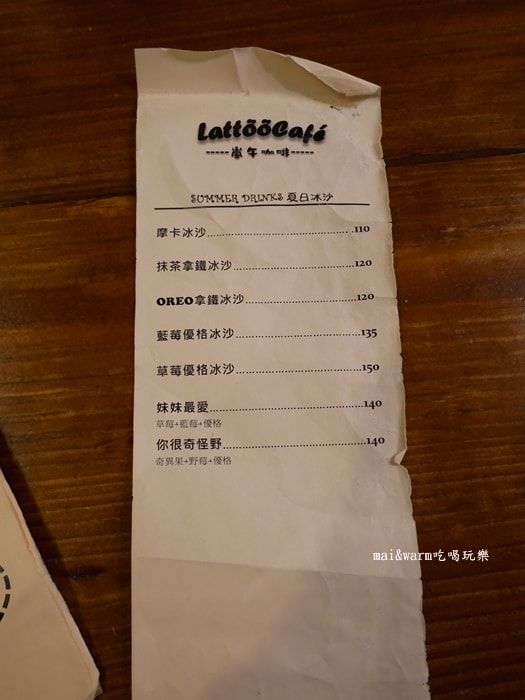 LattõõCafé
-----崙午咖啡-----
SUMMER DRINKS 夏日冰沙
摩卡冰沙........................................110
抹茶拿鐵冰沙........................................120
OREO拿鐵冰沙....................................120
藍莓優格冰沙........................................135
草莓優格冰沙........................................150
妹妹最愛..................................................140
草莓+藍莓+優格
你很奇怪野..............................................140
奇異果+野莓+優格
mai&warm吃喝玩樂